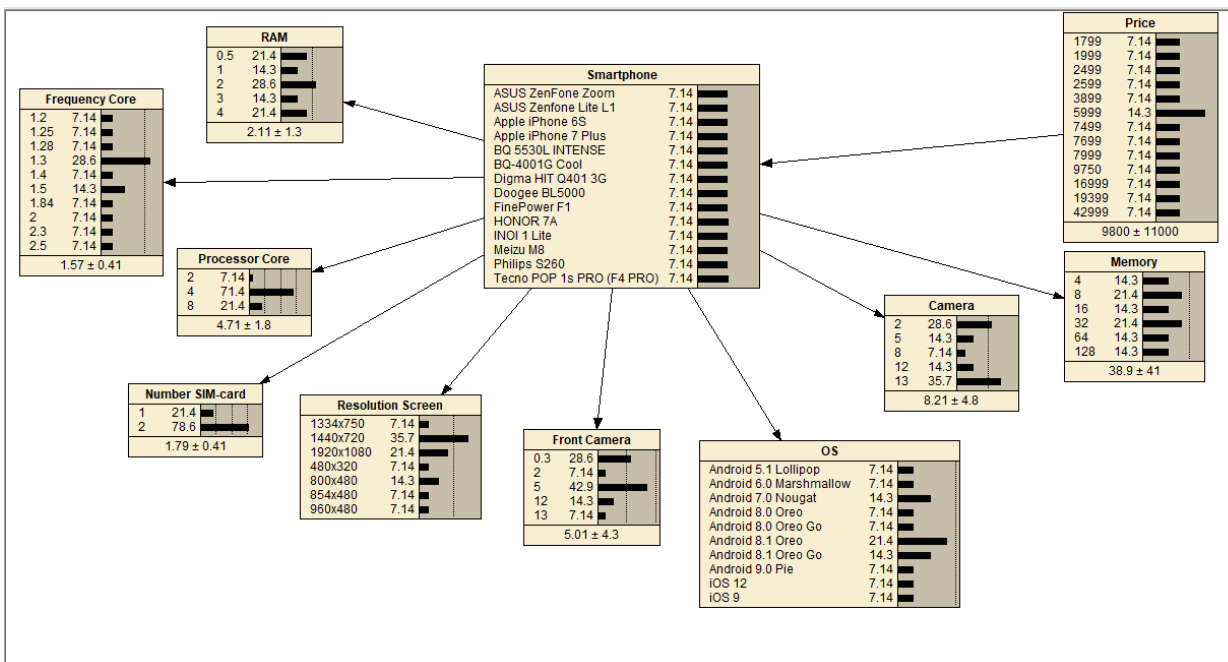 RAM
0.5 21.4
1 14.3
2 28.6
3 14.3
4 21.4
2.11 ± 1.3
Frequency Core
1.2 7.14
1.25 7.14
1.28 7.14
1.3 28.6
1.4 7.14
1.5 14.3
1.84 7.14
2 7.14
2.3 7.14
2.5 7.14
1.57 ± 0.41
Smartphone
ASUS ZenFone Zoom 7.14
ASUS Zenfone Lite L1 7.14
Apple iPhone 6S 7.14
Apple iPhone 7 Plus 7.14
BQ 5530L INTENSE 7.14
BQ-4001G Cool 7.14
Digma HIT Q401 3G 7.14
Doogee BL5000 7.14
FinePower F1 7.14
HONOR 7A 7.14
INOI 1 Lite 7.14
Meizu M8 7.14
Philips S260 7.14
Tecno POP 1s PRO (F4 PRO) 7.14
Price
1799 7.14
1999 7.14
2499 7.14
2599 7.14
3899 7.14
5999 14.3
7499 7.14
7699 7.14
7999 7.14
9750 7.14
16999 7.14
19399 7.14
42999 7.14
9800 ± 11000
Processor Core
2 7.14
4 71.4
8 21.4
4.71 ± 1.8
Memory
4 14.3
8 21.4
16 14.3
32 21.4
64 14.3
128 14.3
38.9 ± 41
Camera
2 28.6
5 14.3
8 7.14
12 14.3
13 35.7
8.21 ± 4.8
Number SIM-card
1 21.4
2 78.6
1.79 ± 0.41
Resolution Screen
1334x750 7.14
1440x720 35.7
1920x1080 21.4
480x320 7.14
800x480 14.3
854x480 7.14
960x480 7.14
Front Camera
0.3 28.6
2 7.14
5 42.9
12 14.3
13 7.14
5.01 ± 4.3
OS
Android 5.1 Lollipop 7.14
Android 6.0 Marshmallow 7.14
Android 7.0 Nougat 14.3
Android 8.0 Oreo 7.14
Android 8.0 Oreo Go 7.14
Android 8.1 Oreo 21.4
Android 8.1 Oreo Go 14.3
Android 9.0 Pie 7.14
iOS 12 7.14
iOS 9 7.14